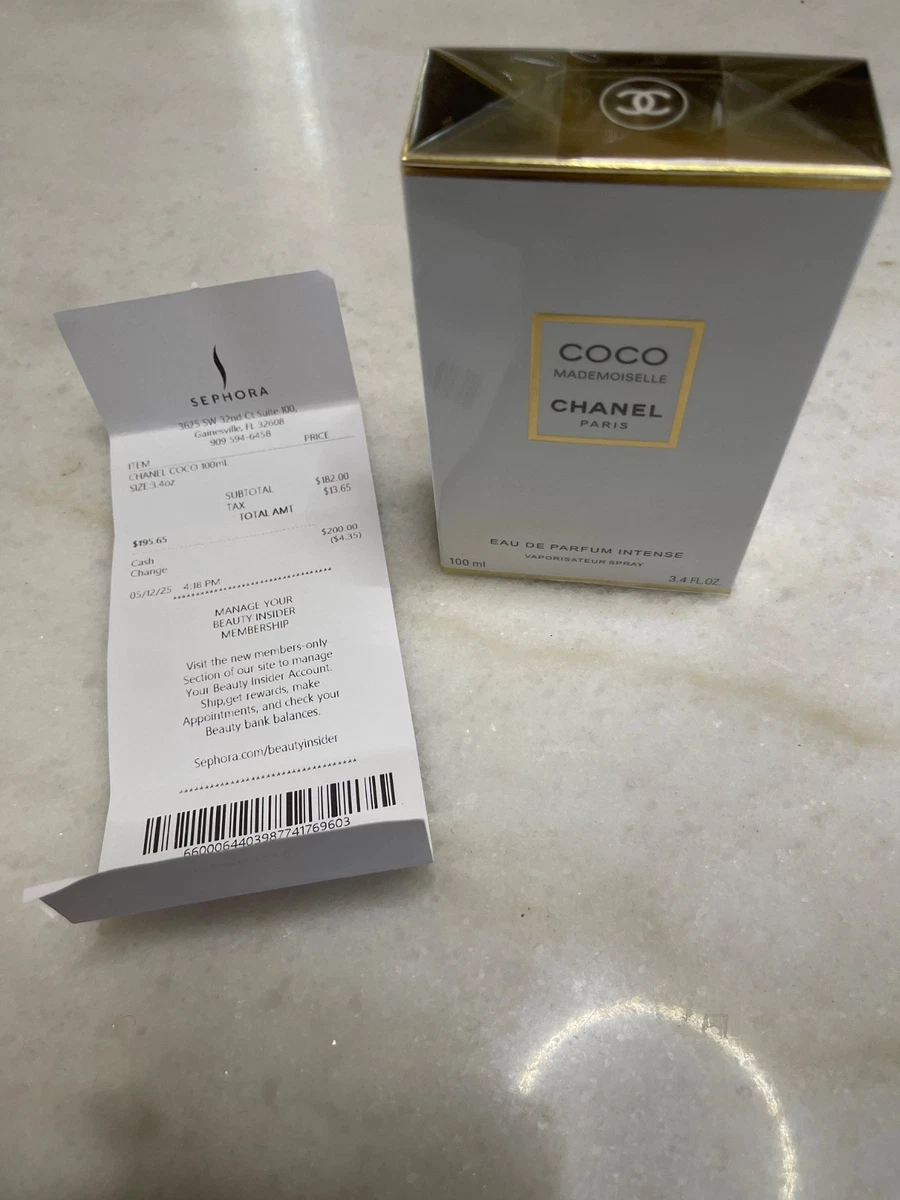 SEPHORA
3625 SW 32nd Ct Suite 100,
Gainesville, FL 32608
909 594-6458
ITEM PRICE
CHANEL COCO 100mL
SIZE:3.4oz
SUBTOTAL $182.00
TAX $13.65
TOTAL AMT
$195.65
Cash $200.00
Change ($4.35)
05/12/25 4:18 PM
MANAGE YOUR
BEAUTY INSIDER
MEMBERSHIP
Visit the new members-only
Section of our site to manage
Your Beauty Insider Account.
Ship,get rewards, make
Appointments, and check your
Beauty bank balances.
Sephora.com/beautyinsider
6600064403987741769603
COCO
MADEMOISELLE
CHANEL
PARIS
EAU DE PARFUM INTENSE
VAPORISATEUR SPRAY
100 ml 3.4 FL.OZ.